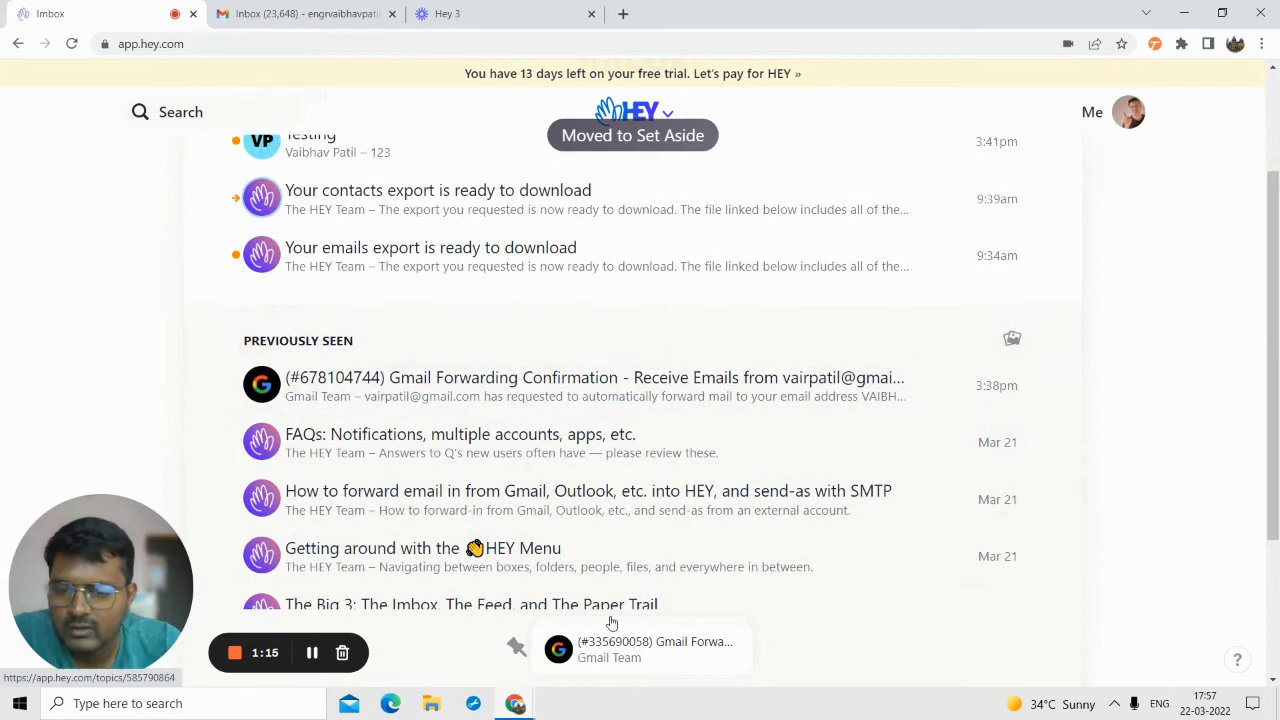 Imbox
Inbox (23,648) - engrvaibhavpatil
Hey 3
app.hey.com
You have 13 days left on your free trial. Let's pay for HEY »
Search
HEY
Me
Moved to Set Aside
Testing
VP
Vaibhav Patil – 123
3:41pm
Your contacts export is ready to download
The HEY Team – The export you requested is now ready to download. The file linked below includes all of the...
9:39am
Your emails export is ready to download
The HEY Team – The export you requested is now ready to download. The file linked below includes all of the...
9:34am
PREVIOUSLY SEEN
(#678104744) Gmail Forwarding Confirmation - Receive Emails from vairpatil@gmai...
Gmail Team – vairpatil@gmail.com has requested to automatically forward mail to your email address VAIBH...
3:38pm
FAQs: Notifications, multiple accounts, apps, etc.
The HEY Team – Answers to Q's new users often have — please review these.
Mar 21
How to forward email in from Gmail, Outlook, etc. into HEY, and send-as with SMTP
The HEY Team – How to forward-in from Gmail, Outlook, etc., and send-as from an external account.
Mar 21
Getting around with the 👋HEY Menu
The HEY Team – Navigating between boxes, folders, people, files, and everywhere in between.
Mar 21
The Big 3: The Imbox, The Feed, and The Paper Trail
(#335690058) Gmail Forwa...
Gmail Team
1:15
?
https://app.hey.com/topics/585790864
Type here to search
34°C Sunny
ENG
17:57
22-03-2022